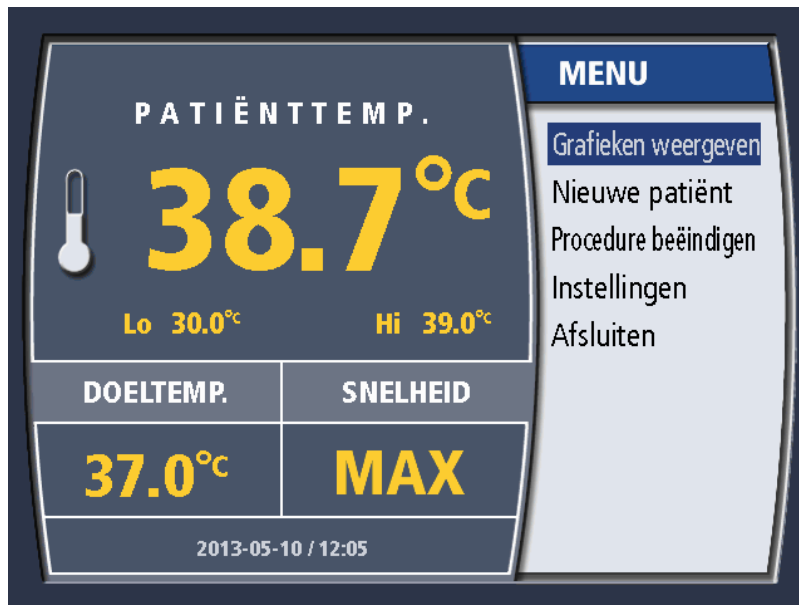 PATIËNTTEMP.
38.7°C
Lo 30.0°C Hi 39.0°C
DOELTEMP. SNELHEID
37.0°C MAX
2013-05-10 / 12:05
MENU
Grafieken weergeven
Nieuwe patiënt
Procedure beëindigen
Instellingen
Afsluiten